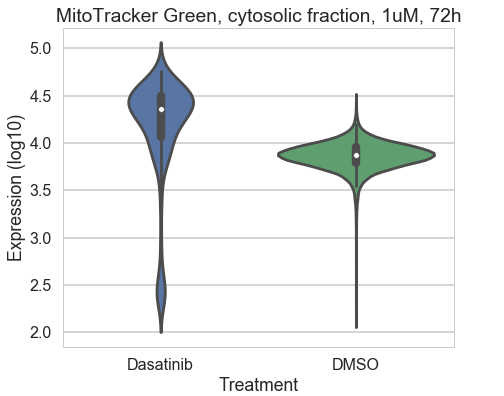 MitoTracker Green, cytosolic fraction, 1uM, 72h
5.0
4.5
4.0
3.5
3.0
2.5
2.0
Expression (log10)
Dasatinib DMSO
Treatment